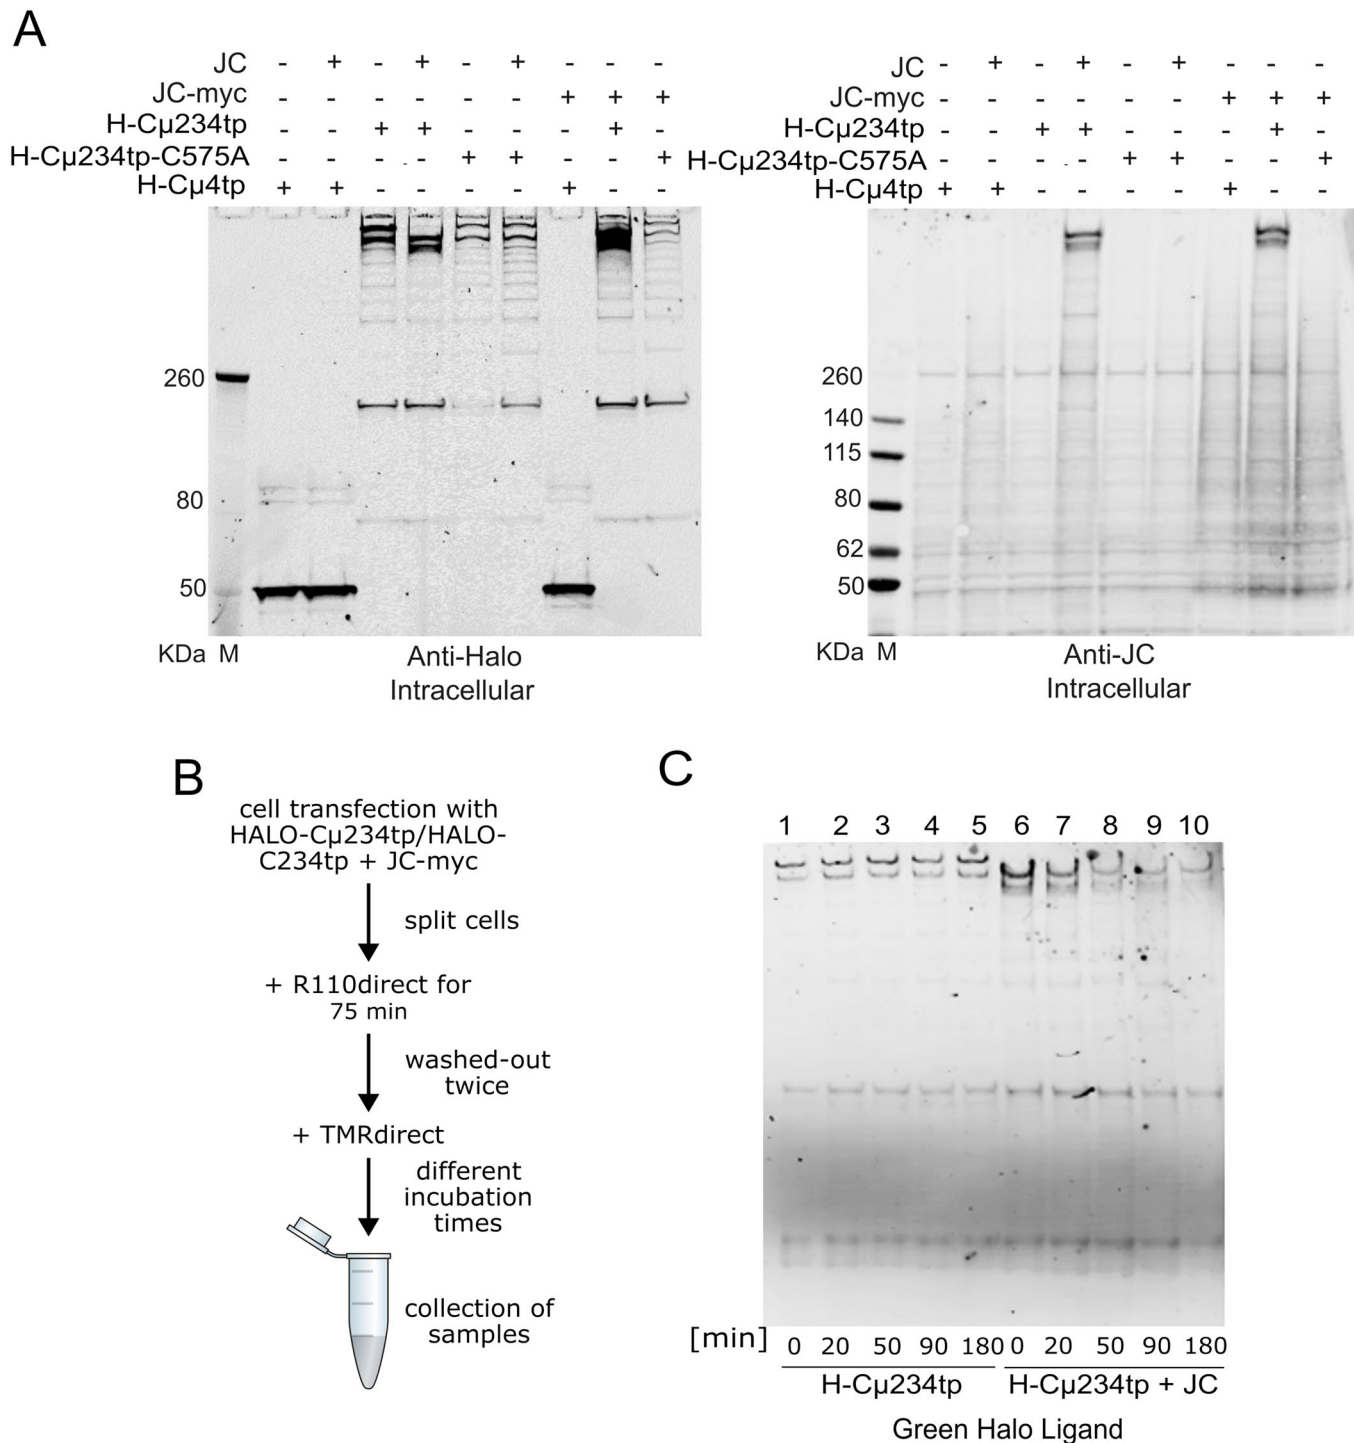 A
JC - + - + - + - - -
JC-myc - - - - - - + + +
H-Cμ234tp - - + + - - - + -
H-Cμ234tp-C575A - - - - + + - - +
H-Cμ4tp + + - - - - + - -
260
80
50
KDa M
Anti-Halo
Intracellular
JC - + - + - + - - -
JC-myc - - - - - - + + +
H-Cμ234tp - - + + - - - + -
H-Cμ234tp-C575A - - - - + + - - +
H-Cμ4tp + + - - - - + - -
260
140
115
80
62
50
KDa M
Anti-JC
Intracellular
B
cell transfection with
HALO-Cμ234tp/HALO-
C234tp + JC-myc
split cells
+ R110direct for
75 min
washed-out
twice
+ TMRdirect
different
incubation
times
collection of
samples
C
1 2 3 4 5 6 7 8 9 10
[min] 0 20 50 90 180 0 20 50 90 180
H-Cμ234tp H-Cμ234tp + JC
Green Halo Ligand